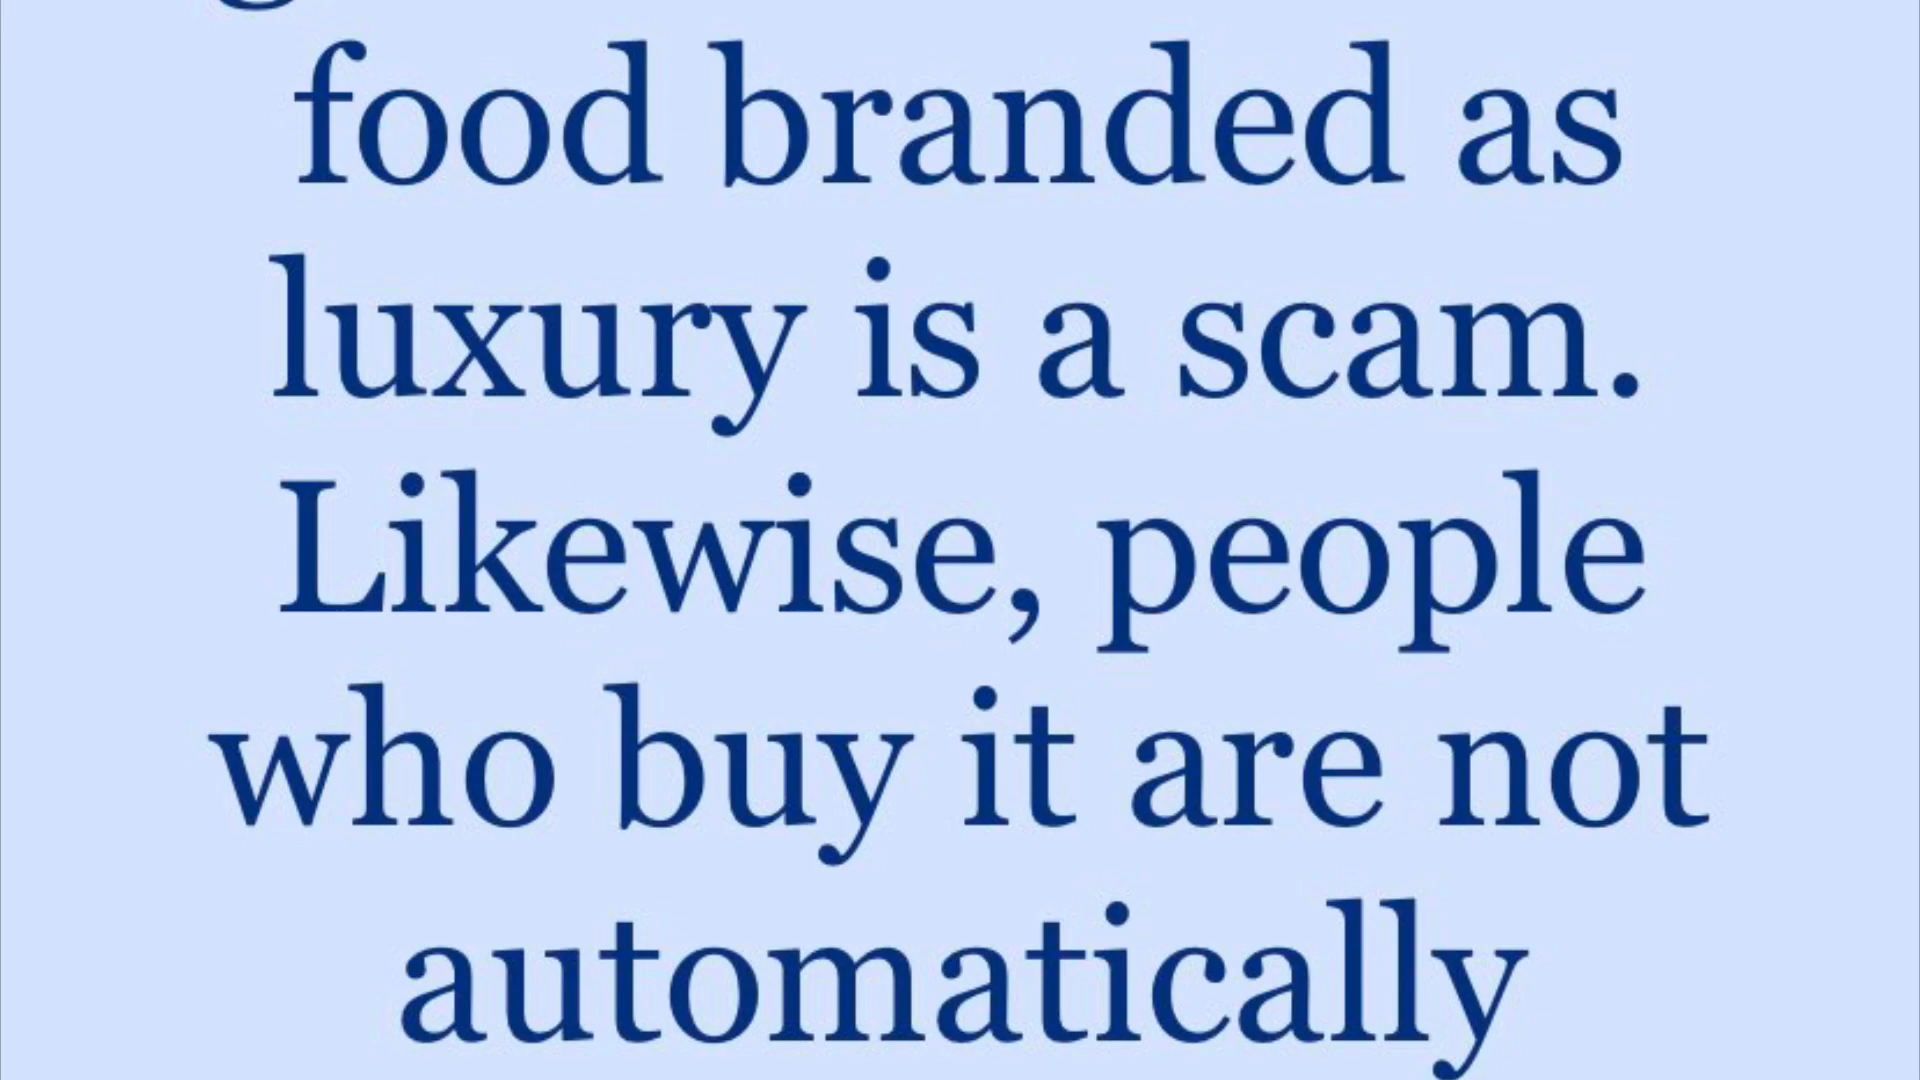 food branded as
luxury is a scam.
Likewise, people
who buy it are not
automatically